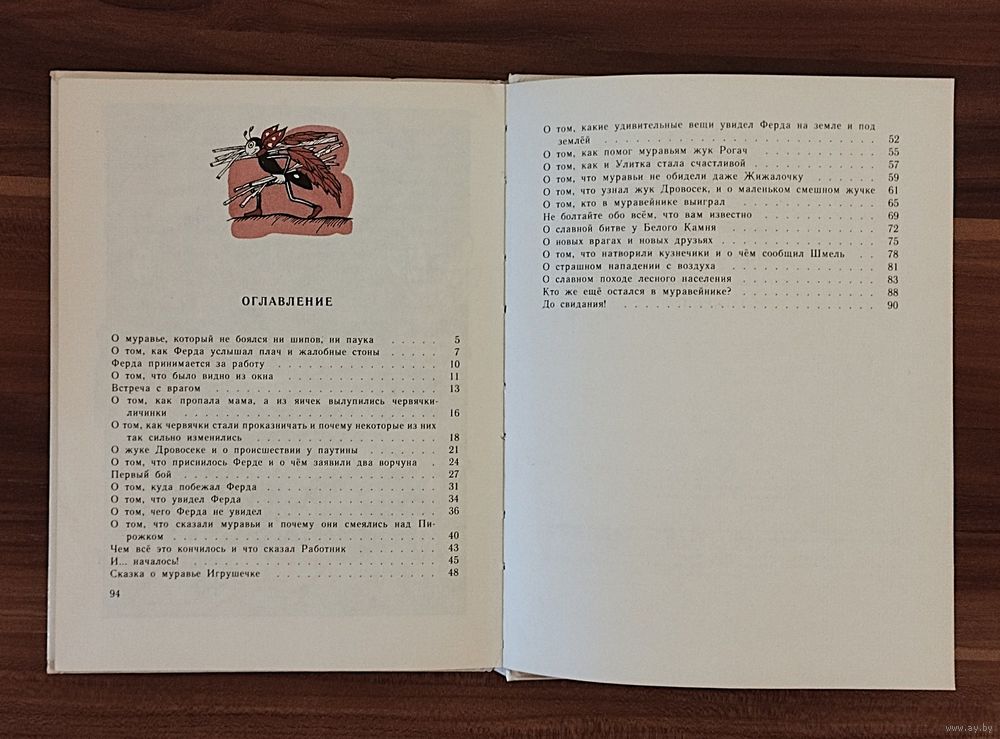 ОГЛАВЛЕНИЕ
О муравье, который не боялся ни шипов, ни паука . . . . . 5
О том, как Ферда услышал плач и жалобные стоны . . . . . 7
Ферда принимается за работу . . . . . . . . . . . . . 10
О том, что было видно из окна . . . . . . . . . . . . . 11
Встреча с врагом . . . . . . . . . . . . . . . . . . 13
О том, как пропала мама, а из яичек вылупились червячки-
личинки . . . . . . . . . . . . . . . . . . . . 16
О том, как червячки стали проказничать и почему некоторые из них
так сильно изменились . . . . . . . . . . . . . . 18
О жуке Дровосеке и о происшествии у паутины . . . . . . 21
О том, что приснилось Ферде и о чём заявили два ворчуна . 24
Первый бой . . . . . . . . . . . . . . . . . . . . 27
О том, куда побежал Ферда . . . . . . . . . . . . . . 31
О том, что увидел Ферда . . . . . . . . . . . . . . . 34
О том, чего Ферда не увидел . . . . . . . . . . . . . 36
О том, что сказали муравьи и почему они смеялись над Пи-
рожком . . . . . . . . . . . . . . . . . . . . 40
Чем всё это кончилось и что сказал Работник . . . . . . . 43
И... началось! . . . . . . . . . . . . . . . . . . . 45
Сказка о муравье Игрушечке . . . . . . . . . . . . . 48
94
О том, какие удивительные вещи увидел Ферда на земле и под
землёй . . . . . . . . . . . . . . . . . . . . 52
О том, как помог муравьям жук Рогач . . . . . . . . . . 55
О том, как и Улитка стала счастливой . . . . . . . . . . 57
О том, что муравьи не обидели даже Жижалочку . . . . . . 59
О том, что узнал жук Дровосек, и о маленьком смешном жучке 61
О том, кто в муравейнике выиграл . . . . . . . . . . . 65
Не болтайте обо всём, что вам известно . . . . . . . . . 69
О славной битве у Белого Камня . . . . . . . . . . . . 72
О новых врагах и новых друзьях . . . . . . . . . . . . 75
О том, что натворили кузнечики и о чём сообщил Шмель . . 78
О страшном нападении с воздуха . . . . . . . . . . . . 81
О славном походе лесного населения . . . . . . . . . . . 83
Кто же ещё остался в муравейнике? . . . . . . . . . . . 88
До свидания! . . . . . . . . . . . . . . . . . . . . 90
www.ay.by